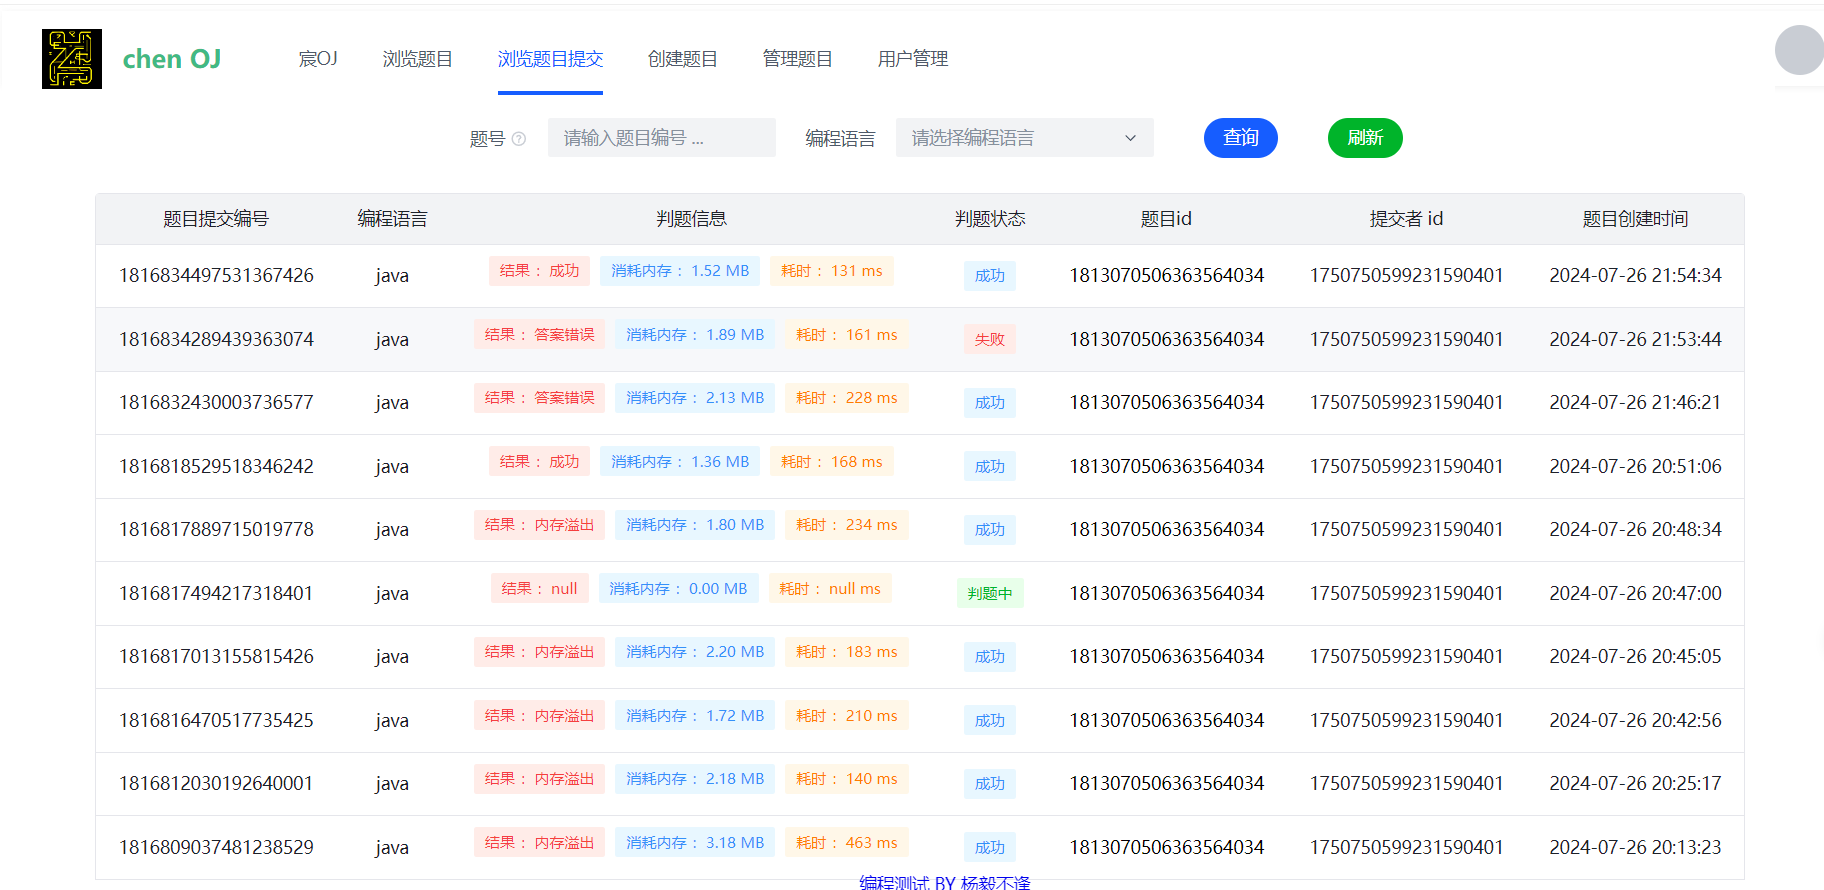 chen OJ 宸OJ 浏览题目 浏览题目提交 创建题目 管理题目 用户管理
题号 请输入题目编号 ... 编程语言 请选择编程语言 查询 刷新
题目提交编号 编程语言 判题信息 判题状态 题目id 提交者 id 题目创建时间
1816834497531367426 java 结果： 成功 消耗内存： 1.52 MB 耗时： 131 ms 成功 1813070506363564034 1750750599231590401 2024-07-26 21:54:34
1816834289439363074 java 结果： 答案错误 消耗内存： 1.89 MB 耗时： 161 ms 失败 1813070506363564034 1750750599231590401 2024-07-26 21:53:44
1816832430003736577 java 结果： 答案错误 消耗内存： 2.13 MB 耗时： 228 ms 成功 1813070506363564034 1750750599231590401 2024-07-26 21:46:21
1816818529518346242 java 结果： 成功 消耗内存： 1.36 MB 耗时： 168 ms 成功 1813070506363564034 1750750599231590401 2024-07-26 20:51:06
1816817889715019778 java 结果： 内存溢出 消耗内存： 1.80 MB 耗时： 234 ms 成功 1813070506363564034 1750750599231590401 2024-07-26 20:48:34
1816817494217318401 java 结果： null 消耗内存： 0.00 MB 耗时： null ms 判题中 1813070506363564034 1750750599231590401 2024-07-26 20:47:00
1816817013155815426 java 结果： 内存溢出 消耗内存： 2.20 MB 耗时： 183 ms 成功 1813070506363564034 1750750599231590401 2024-07-26 20:45:05
1816816470517735425 java 结果： 内存溢出 消耗内存： 1.72 MB 耗时： 210 ms 成功 1813070506363564034 1750750599231590401 2024-07-26 20:42:56
1816812030192640001 java 结果： 内存溢出 消耗内存： 2.18 MB 耗时： 140 ms 成功 1813070506363564034 1750750599231590401 2024-07-26 20:25:17
1816809037481238529 java 结果： 内存溢出 消耗内存： 3.18 MB 耗时： 463 ms 成功 1813070506363564034 1750750599231590401 2024-07-26 20:13:23
编程测试 BY 杨毅不逢